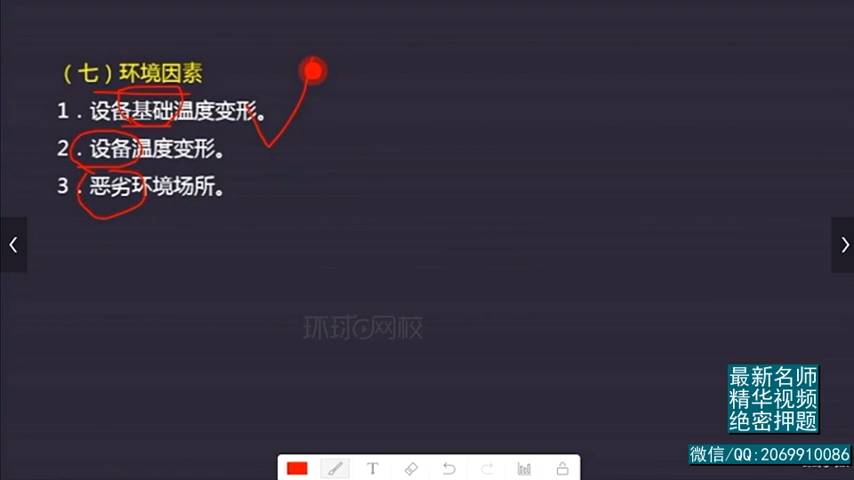 （七）环境因素
1．设备基础温度变形。
2．设备温度变形。
3．恶劣环境场所。
环球网校
最新名师
精华视频
绝密押题
微信/QQ:2069910086
T